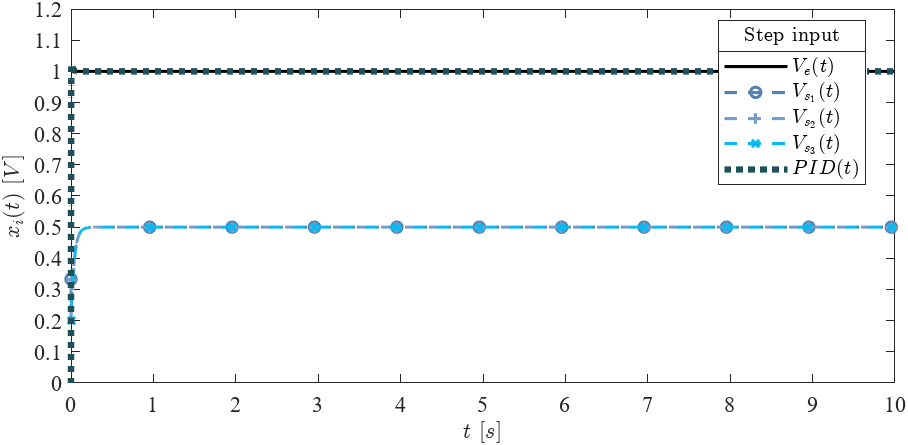 1.2
1.1
1
0.9
0.8
0.7
0.6
0.5
0.4
0.3
0.2
0.1
0
x_i(t) [V]
Step input
V_e(t)
V_{s_1}(t)
V_{s_2}(t)
V_{s_3}(t)
PID(t)
0 1 2 3 4 5 6 7 8 9 10
t [s]